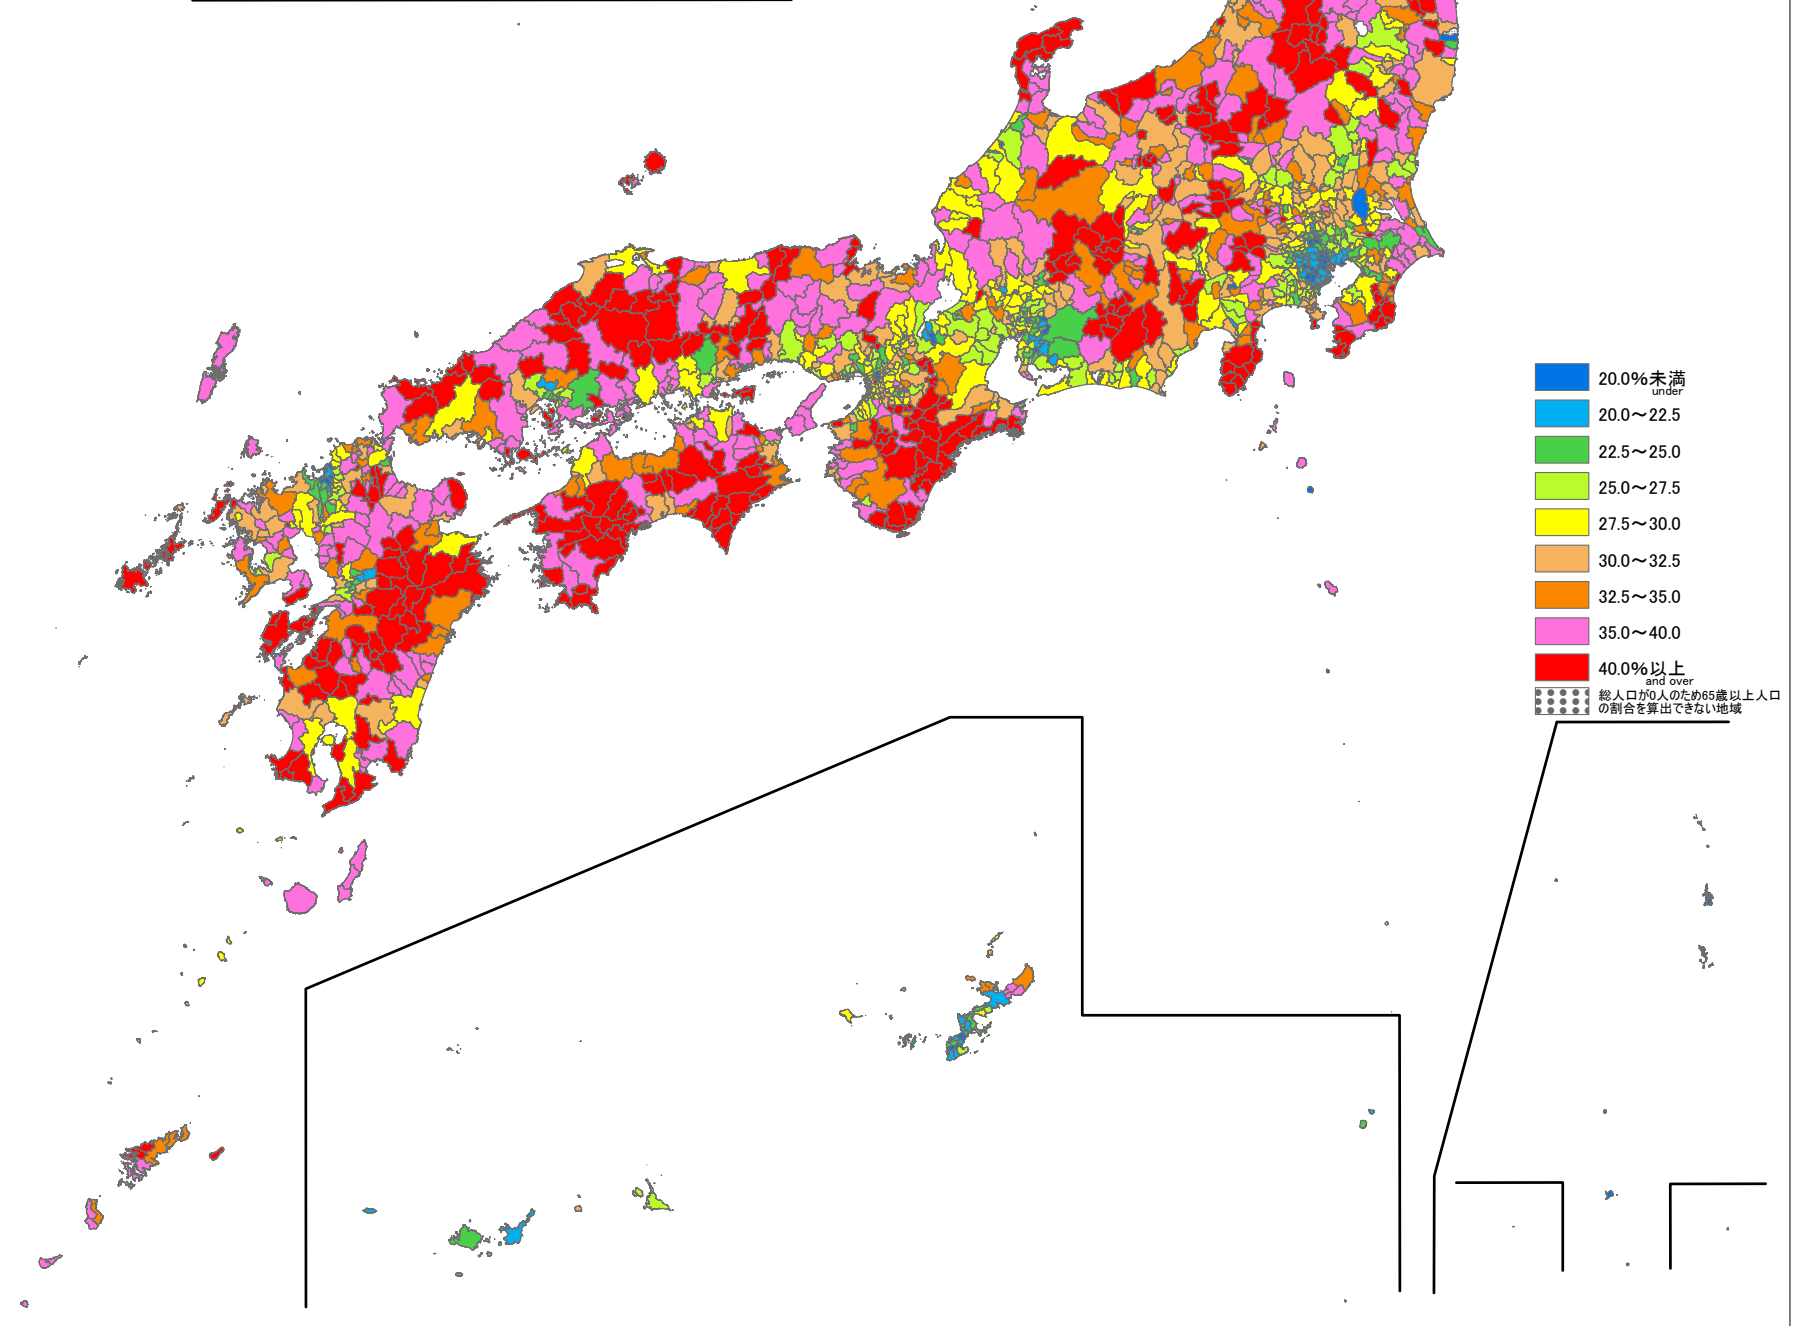 20.0%未満
under
20.0～22.5
22.5～25.0
25.0～27.5
27.5～30.0
30.0～32.5
32.5～35.0
35.0～40.0
40.0%以上
and over
総人口が0人のため65歳以上人口
の割合を算出できない地域